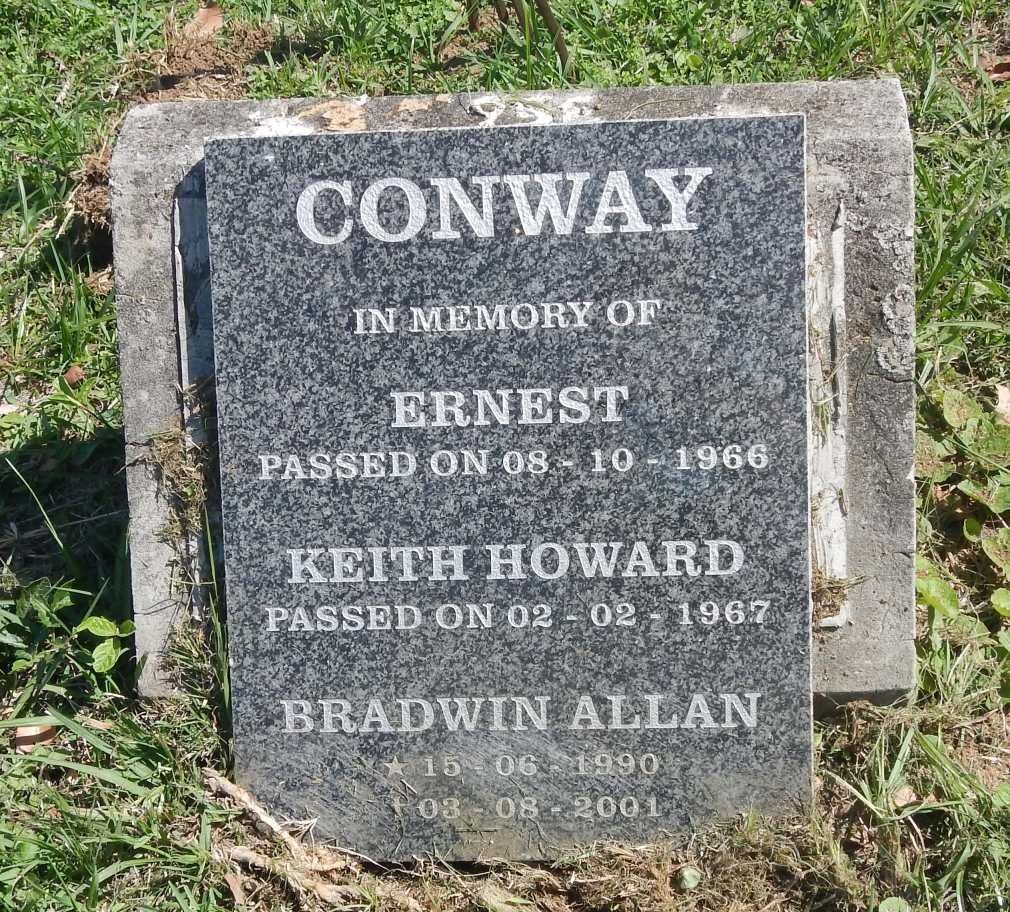 CONWAY
IN MEMORY OF
ERNEST
PASSED ON 08 - 10 - 1966
KEITH HOWARD
PASSED ON 02 - 02 - 1967
BRADWIN ALLAN
★ 15 - 06 - 1990
† 03 - 08 - 2001